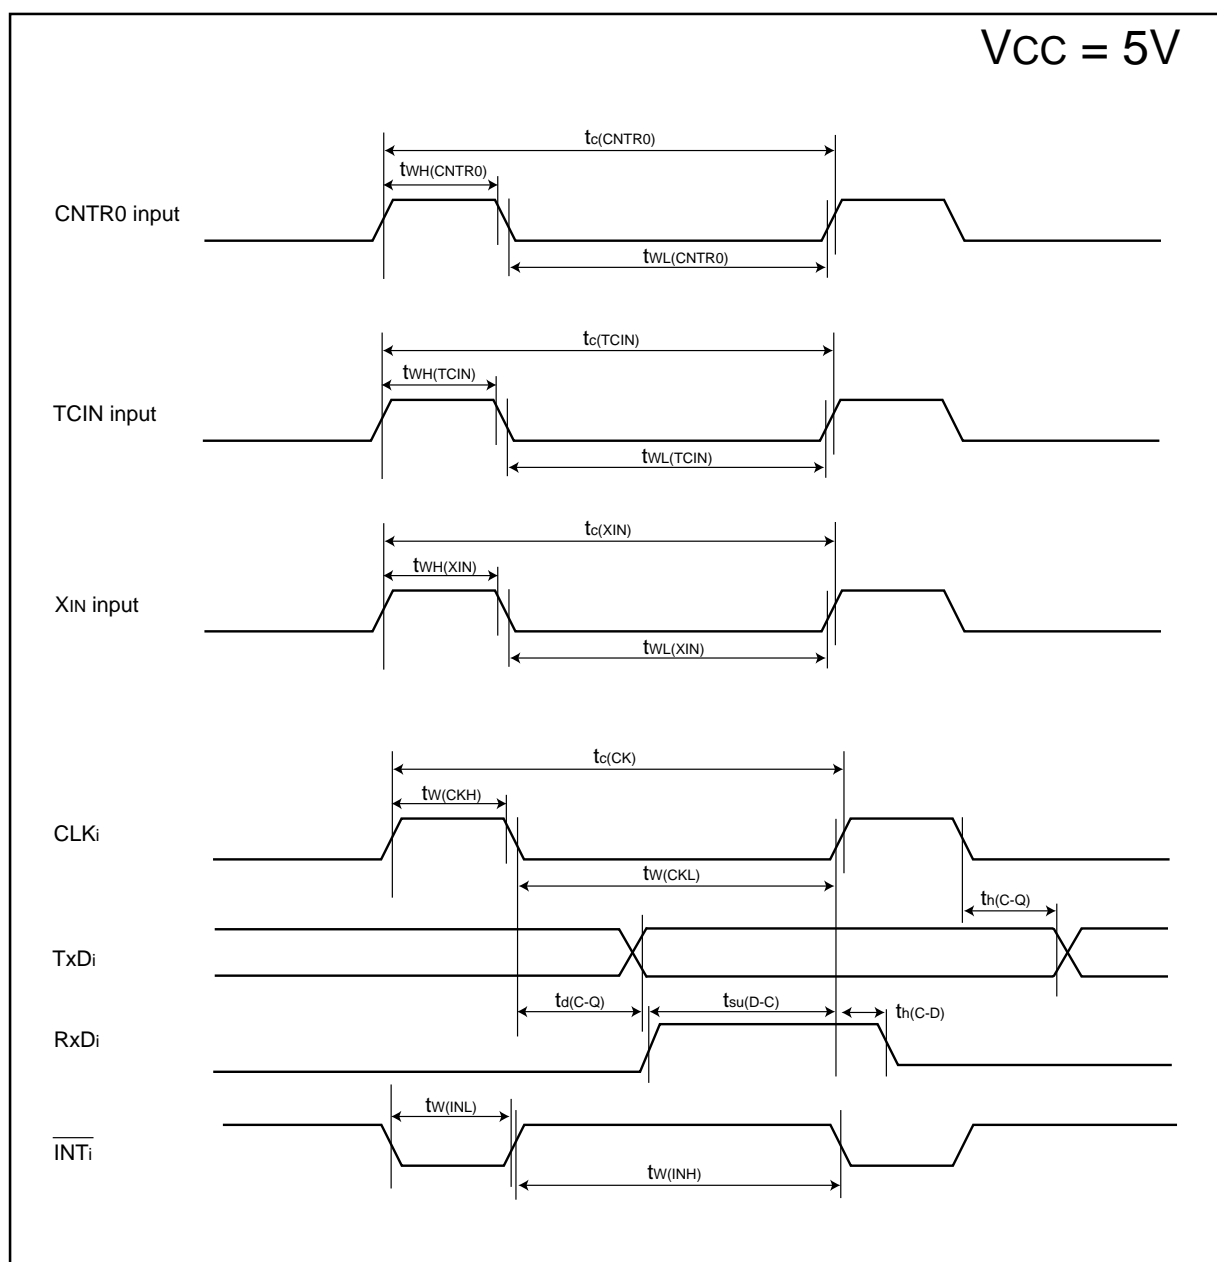 VCC = 5V
tc(CNTR0)
tWH(CNTR0)
CNTR0 input
tWL(CNTR0)
tc(TCIN)
tWH(TCIN)
TCIN input
tWL(TCIN)
tc(XIN)
tWH(XIN)
XIN input
tWL(XIN)
tc(CK)
tW(CKH)
CLKi
tW(CKL)
th(C-Q)
TxDi
td(C-Q)
tsu(D-C)
th(C-D)
RxDi
tW(INL)
INTi
tW(INH)